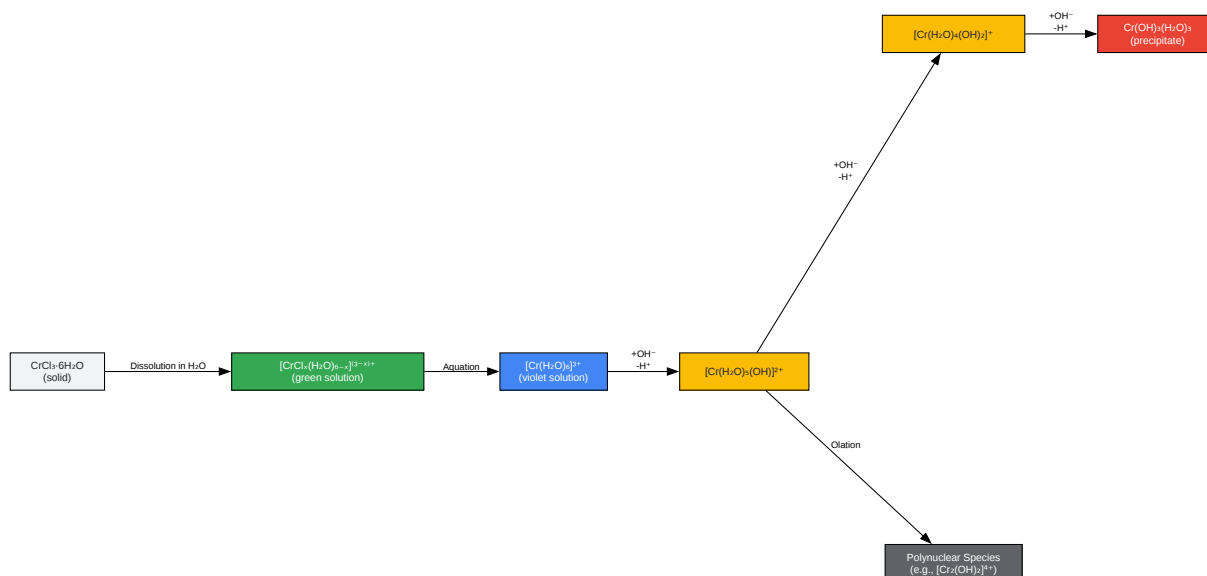 +OH⁻
-H⁺
[Cr(H₂O)₄(OH)₂]⁺
Cr(OH)₃(H₂O)₃
(precipitate)
+OH⁻
-H⁺
CrCl₃·6H₂O
(solid)
Dissolution in H₂O
[CrClₓ(H₂O)₆₋ₓ]⁽³⁻ˣ⁾⁺
(green solution)
Aquation
[Cr(H₂O)₆]³⁺
(violet solution)
+OH⁻
-H⁺
[Cr(H₂O)₅(OH)]²⁺
Olation
Polynuclear Species
(e.g., [Cr₂(OH)₂]⁴⁺)